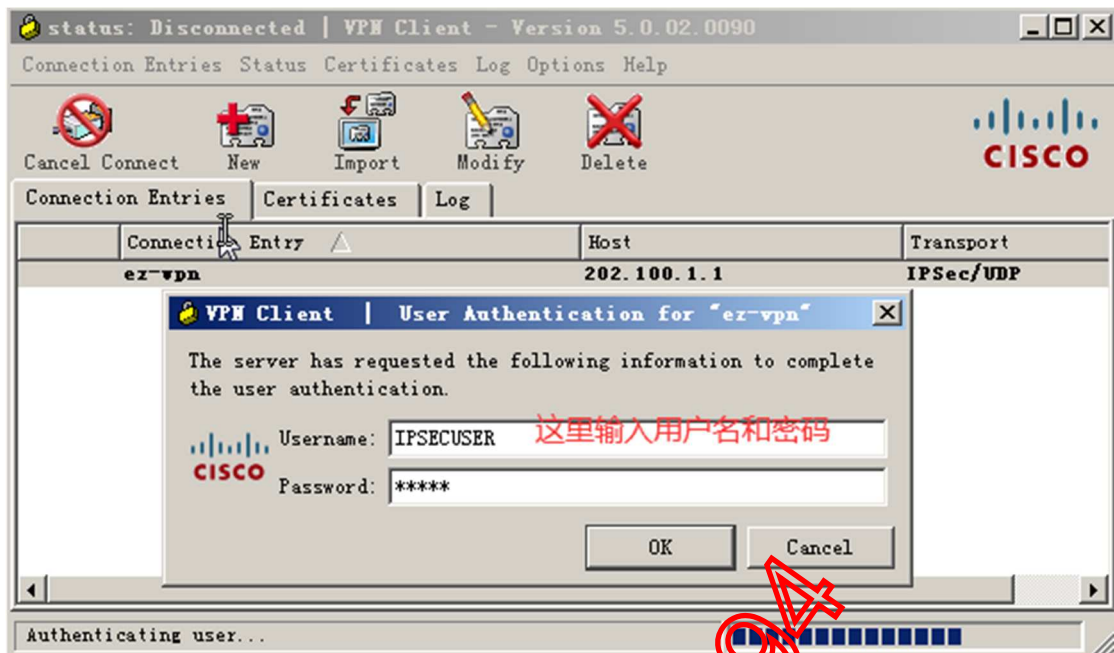 status: Disconnected | VPN Client - Version 5.0.02.0090
Connection Entries Status Certificates Log Options Help
Cancel Connect New Import Modify Delete
CISCO
Connection Entries Certificates Log
Connection Entry Host Transport
ez-vpn 202.100.1.1 IPSec/UDP
VPN Client | User Authentication for "ez-vpn"
The server has requested the following information to complete
the user authentication.
CISCO
Username: IPSECUSER 这里输入用户名和密码
Password: *****
OK Cancel
Authenticating user...